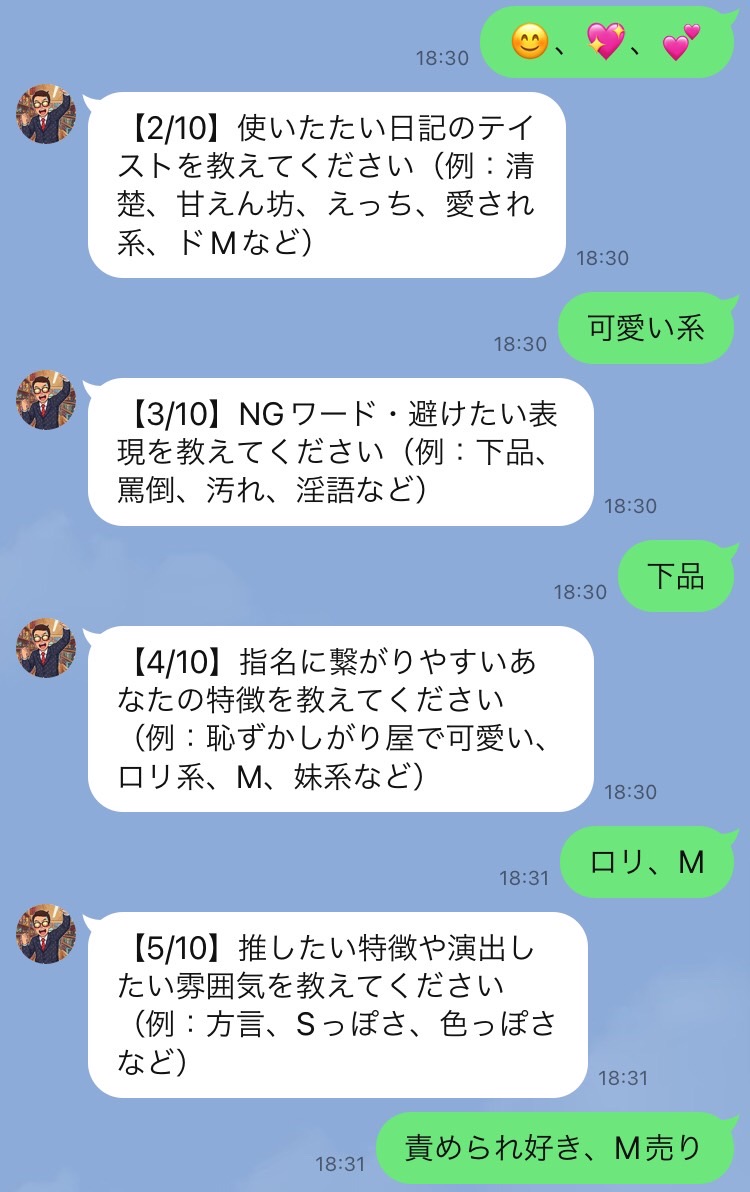 😊、💖、💕
18:30
【2/10】使いたたい日記のテイ
ストを教えてください（例：清
楚、甘えん坊、えっち、愛され
系、ドMなど）
18:30
可愛い系
18:30
【3/10】NGワード・避けたい表
現を教えてください（例：下品、
罵倒、汚れ、淫語など）
18:30
下品
18:30
【4/10】指名に繋がりやすいあ
なたの特徴を教えてください
（例：恥ずかしがり屋で可愛い、
ロリ系、M、妹系など）
18:30
ロリ、M
18:31
【5/10】推したい特徴や演出し
たい雰囲気を教えてください
（例：方言、Sっぽさ、色っぽさ
など）
18:31
責められ好き、M売り
18:31